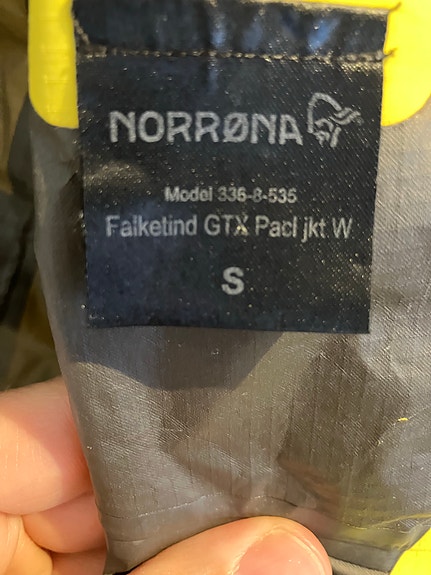 NORRØNA
Model 336-8-535
Falketind GTX Pacl jkt W
S